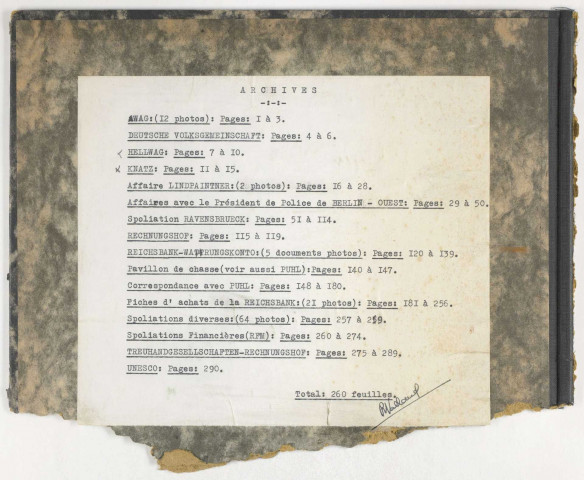 ARCHIVES
-:-:-
AWAG:(I2 photos): Pages: I à 3.
DEUTSCHE VOLKSGEMEINSCHAFT: Pages: 4 à 6.
HELLWAG: Pages: 7 à I0.
KNATZ: Pages: II à I5.
Affaire LINDPAINTNER:(2 photos): Pages: I6 à 28.
Affaires avec le Président de Police de BERLIN - OUEST: Pages: 29 à 50.
Spoliation RAVENSBRUECK: Pages: 5I à II4.
RECHNUNGSHOF: Pages: II5 à II9.
REICHSBANK-WAHRUNGSKONTO:(5 documents photos): Pages: I20 à I39.
Pavillon de chasse(voir aussi PUHL):Pages: I40 à I47.
Correspondance avec PUHL: Pages: I48 à I80.
Fiches d' achats de la REICHSBANK:(2I photos): Pages: I8I à 256.
Spoliations diverses:(64 photos): Pages: 257 à 259.
Spoliations Financières(RFM): Pages: 260 à 274.
TREUHANDGESELLSCHAFTEN-RECHNUNGSHOF: Pages: 275 à 289.
UNESCO: Pages: 290.
Total: 260 feuilles.